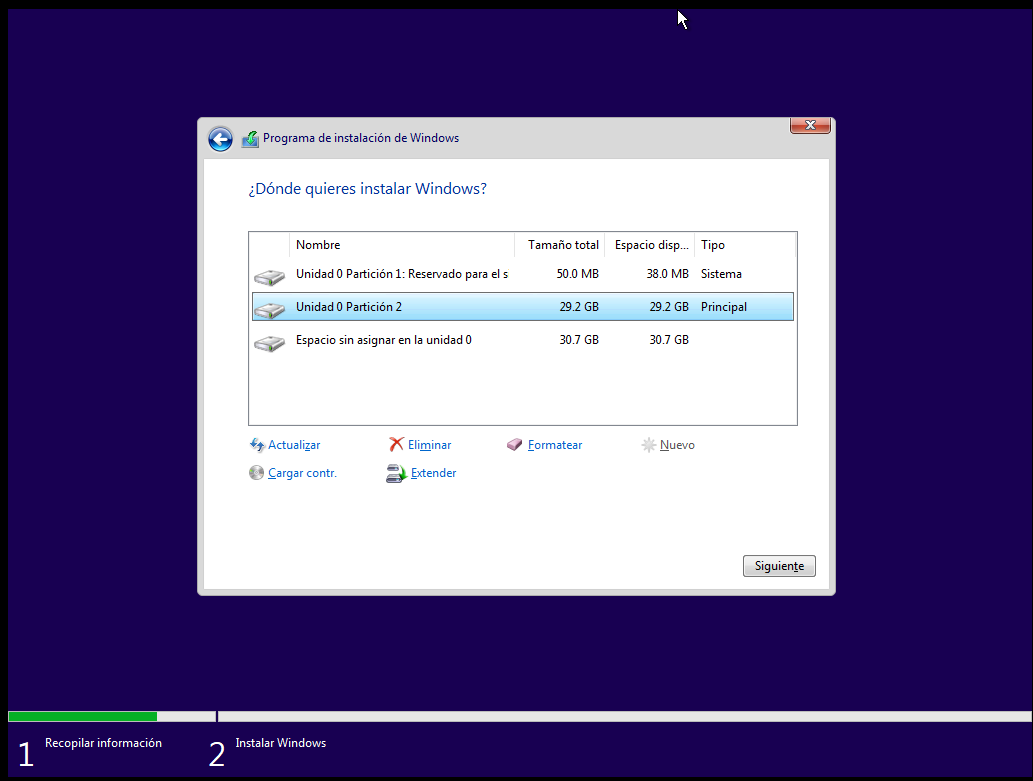 Programa de instalación de Windows
¿Dónde quieres instalar Windows?
Nombre Tamaño total Espacio disp... Tipo
Unidad 0 Partición 1: Reservado para el s 50.0 MB 38.0 MB Sistema
Unidad 0 Partición 2 29.2 GB 29.2 GB Principal
Espacio sin asignar en la unidad 0 30.7 GB 30.7 GB
Actualizar Eliminar Formatear Nuevo
Cargar contr. Extender
Siguiente
1 Recopilar información 2 Instalar Windows